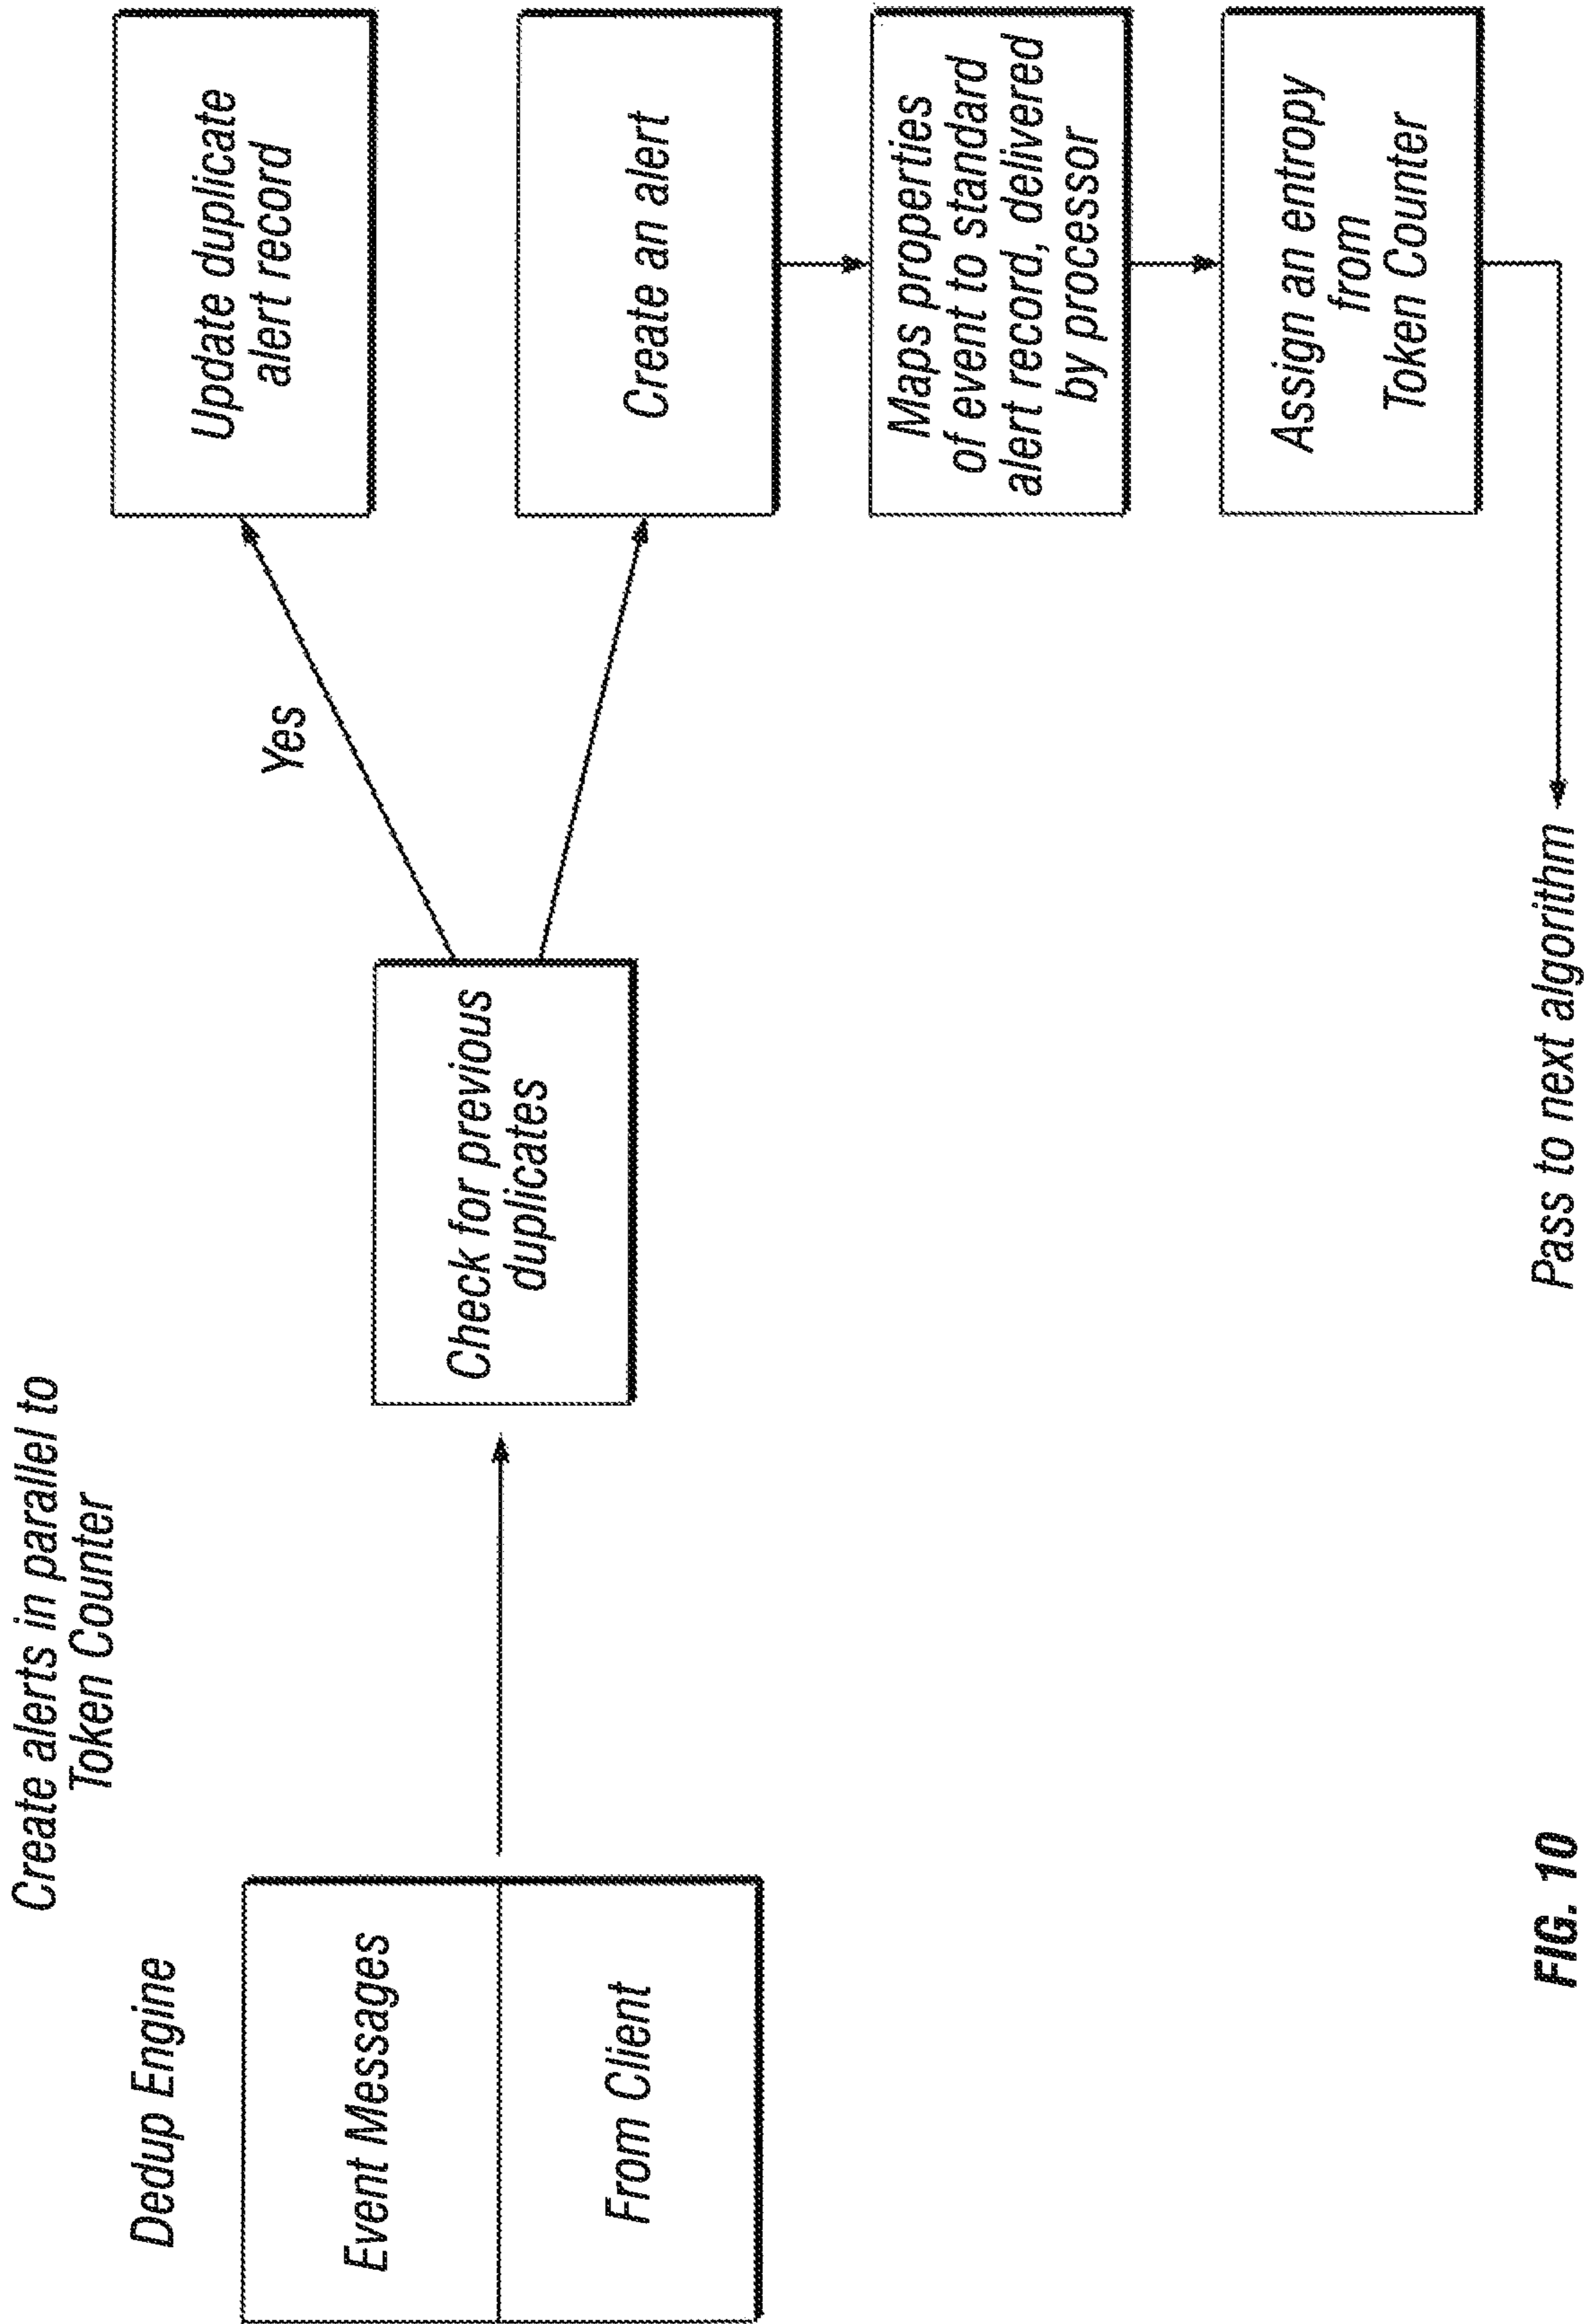 Create alerts in parallel to
Token Counter
Dedup Engine
Event Messages
From Client
Check for previous
duplicates
Yes
Update duplicate
alert record
Create an alert
Maps properties
of event to standard
alert record, delivered
by processor
Assign an entropy
from
Token Counter
Pass to next algorithm
FIG. 10